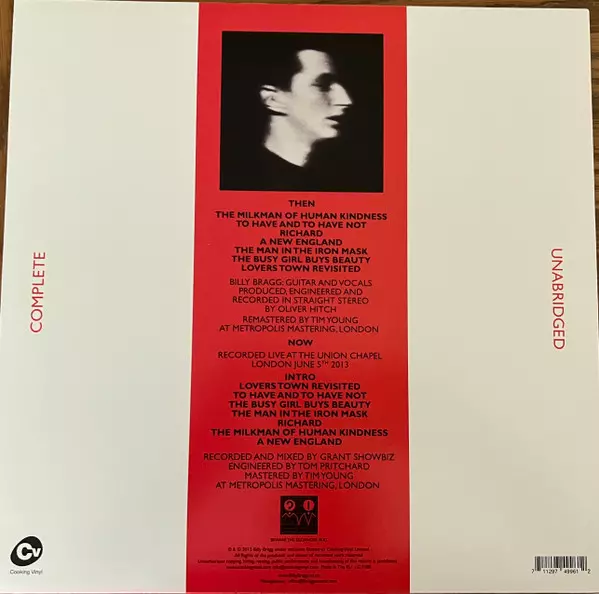 THEN
THE MILKMAN OF HUMAN KINDNESS
TO HAVE AND TO HAVE NOT
RICHARD
A NEW ENGLAND
THE MAN IN THE IRON MASK
THE BUSY GIRL BUYS BEAUTY
LOVERS TOWN REVISITED
BILLY BRAGG: GUITAR AND VOCALS
PRODUCED, ENGINEERED AND
RECORDED IN STRAIGHT STEREO
BY OLIVER HITCH
REMASTERED BY TIM YOUNG
AT METROPOLIS MASTERING, LONDON
NOW
RECORDED LIVE AT THE UNION CHAPEL
LONDON JUNE 5TH 2013
INTRO
LOVERS TOWN REVISITED
TO HAVE AND TO HAVE NOT
THE BUSY GIRL BUYS BEAUTY
THE MAN IN THE IRON MASK
RICHARD
THE MILKMAN OF HUMAN KINDNESS
A NEW ENGLAND
RECORDED AND MIXED BY GRANT SHOWBIZ
ENGINEERED BY TOM PRITCHARD
MASTERED BY TIM YOUNG
AT METROPOLIS MASTERING, LONDON
COMPLETE
UNABRIDGED
CV
Cooking Vinyl
7 11297 49961 2